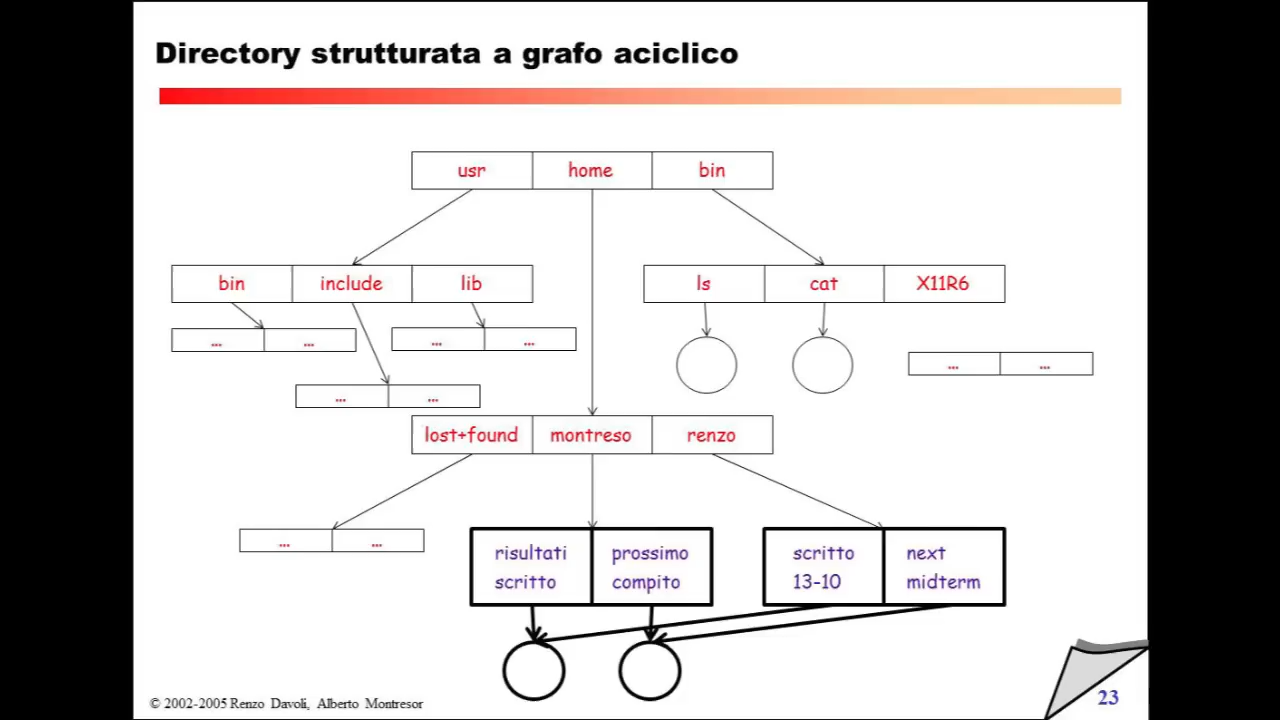 Directory strutturata a grafo aciclico
usr home bin
bin include lib
ls cat X11R6
... ...
... ...
... ...
... ...
lost+found montreso renzo
... ...
risultati scritto
prossimo compito
scritto 13-10
next midterm
© 2002-2005 Renzo Davoli, Alberto Montresor
23